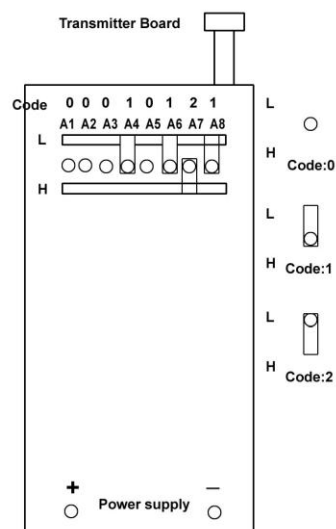 Transmitter Board
Code 0 0 0 1 0 1 2 1
A1 A2 A3 A4 A5 A6 A7 A8
L
H
L
H
Code:0
L
H
Code:1
L
H
Code:2
+ −
Power supply